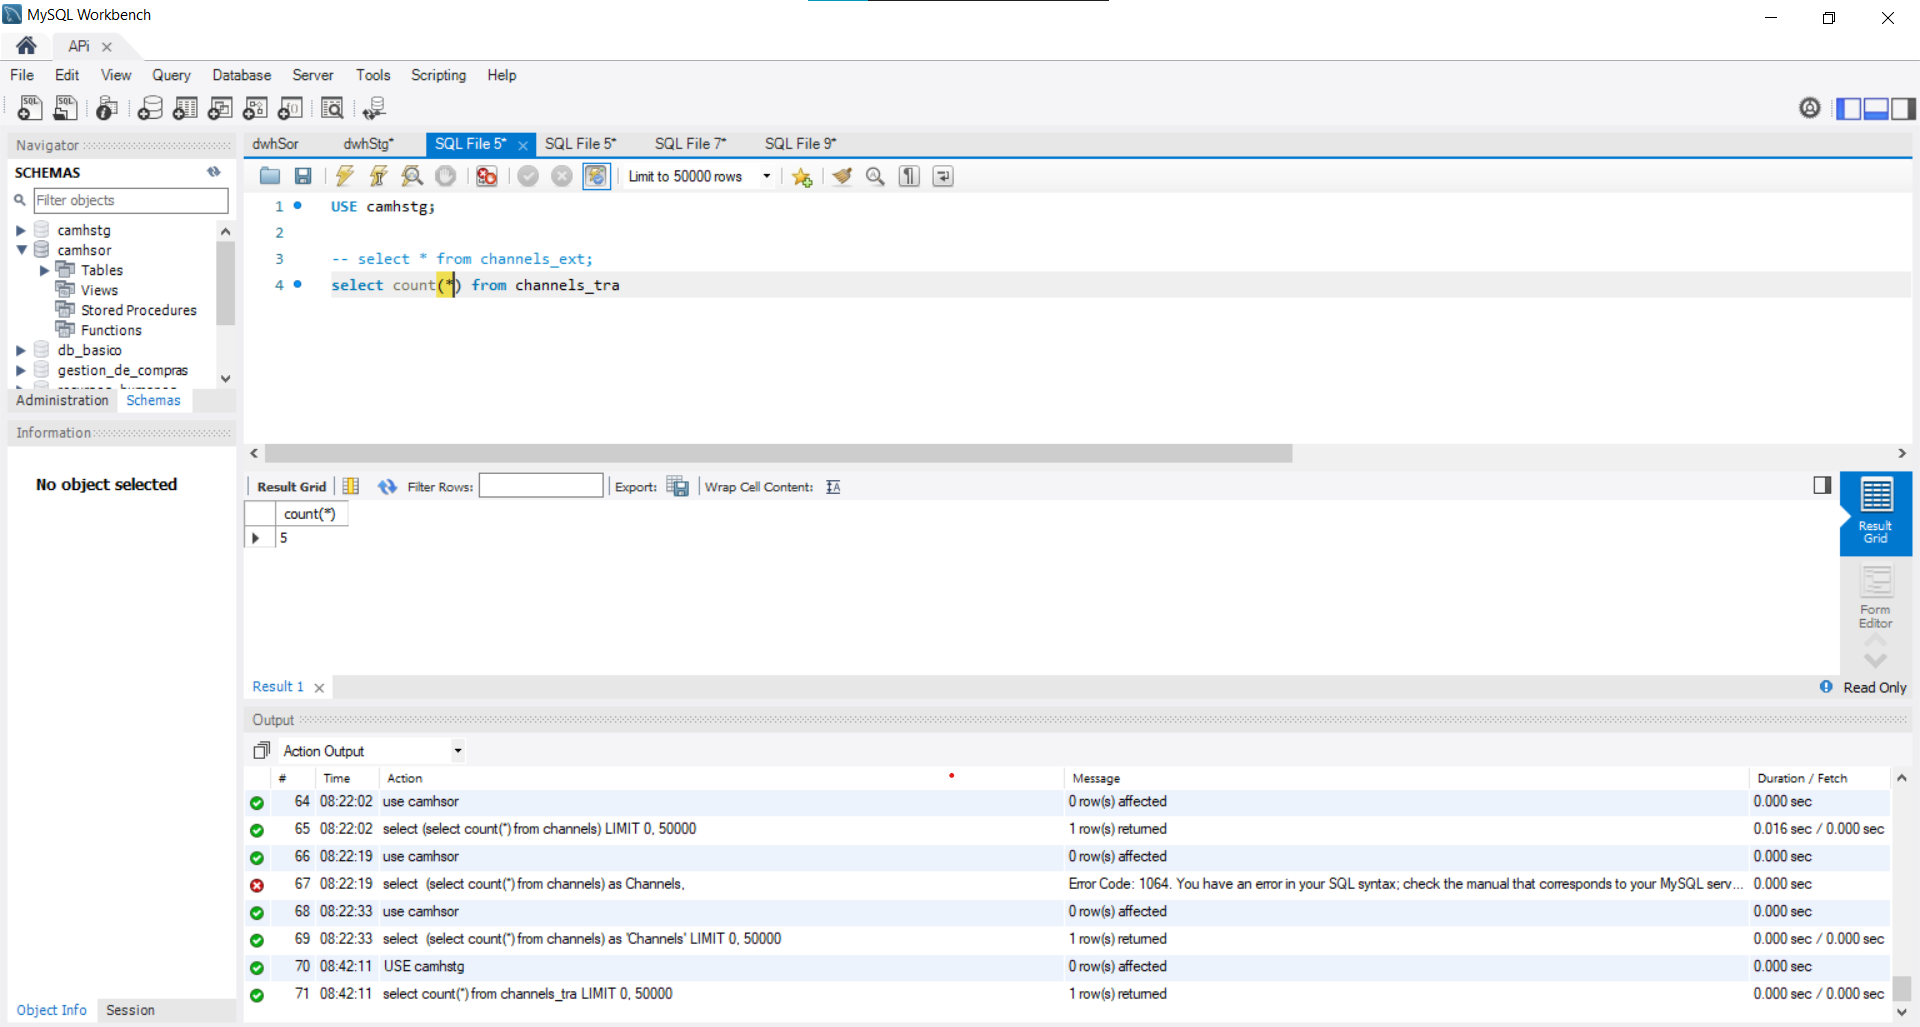 MySQL Workbench
APi
File Edit View Query Database Server Tools Scripting Help
Navigator
SCHEMAS
Filter objects
camhstg
camhsor
Tables
Views
Stored Procedures
Functions
db_basico
gestion_de_compras
Administration Schemas
Information
No object selected
Object Info Session
dwhSor dwhStg* SQL File 5* SQL File 5* SQL File 7* SQL File 9*
Limit to 50000 rows
1 USE camhstg;
2
3 -- select * from channels_ext;
4 select count(*) from channels_tra
Result Grid Filter Rows: Export: Wrap Cell Content:
count(*)
5
Result Grid
Form Editor
Result 1
Read Only
Output
Action Output
# Time Action Message Duration / Fetch
64 08:22:02 use camhsor 0 row(s) affected 0.000 sec
65 08:22:02 select (select count(*) from channels) LIMIT 0, 50000 1 row(s) returned 0.016 sec / 0.000 sec
66 08:22:19 use camhsor 0 row(s) affected 0.000 sec
67 08:22:19 select (select count(*) from channels) as Channels, Error Code: 1064. You have an error in your SQL syntax; check the manual that corresponds to your MySQL serv... 0.000 sec
68 08:22:33 use camhsor 0 row(s) affected 0.000 sec
69 08:22:33 select (select count(*) from channels) as 'Channels' LIMIT 0, 50000 1 row(s) returned 0.000 sec / 0.000 sec
70 08:42:11 USE camhstg 0 row(s) affected 0.000 sec
71 08:42:11 select count(*) from channels_tra LIMIT 0, 50000 1 row(s) returned 0.000 sec / 0.000 sec